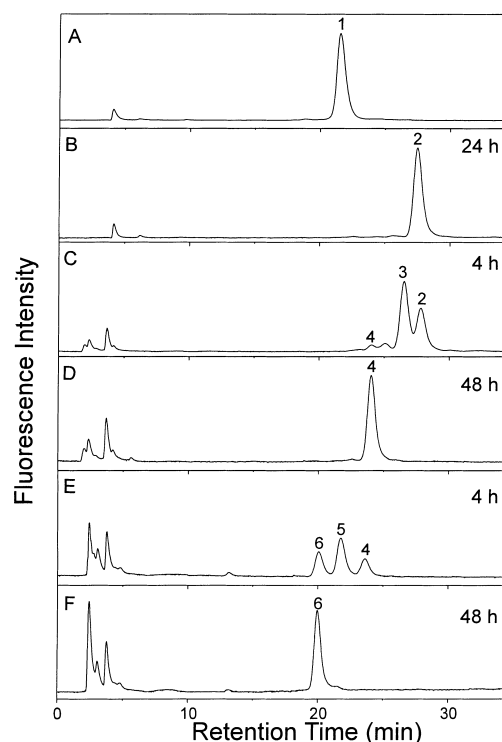 A
1
B
2
24 h
C
3
2
4
4 h
D
4
48 h
E
6
5
4
4 h
F
6
48 h
Fluorescence Intensity
0 10 20 30
Retention Time (min)